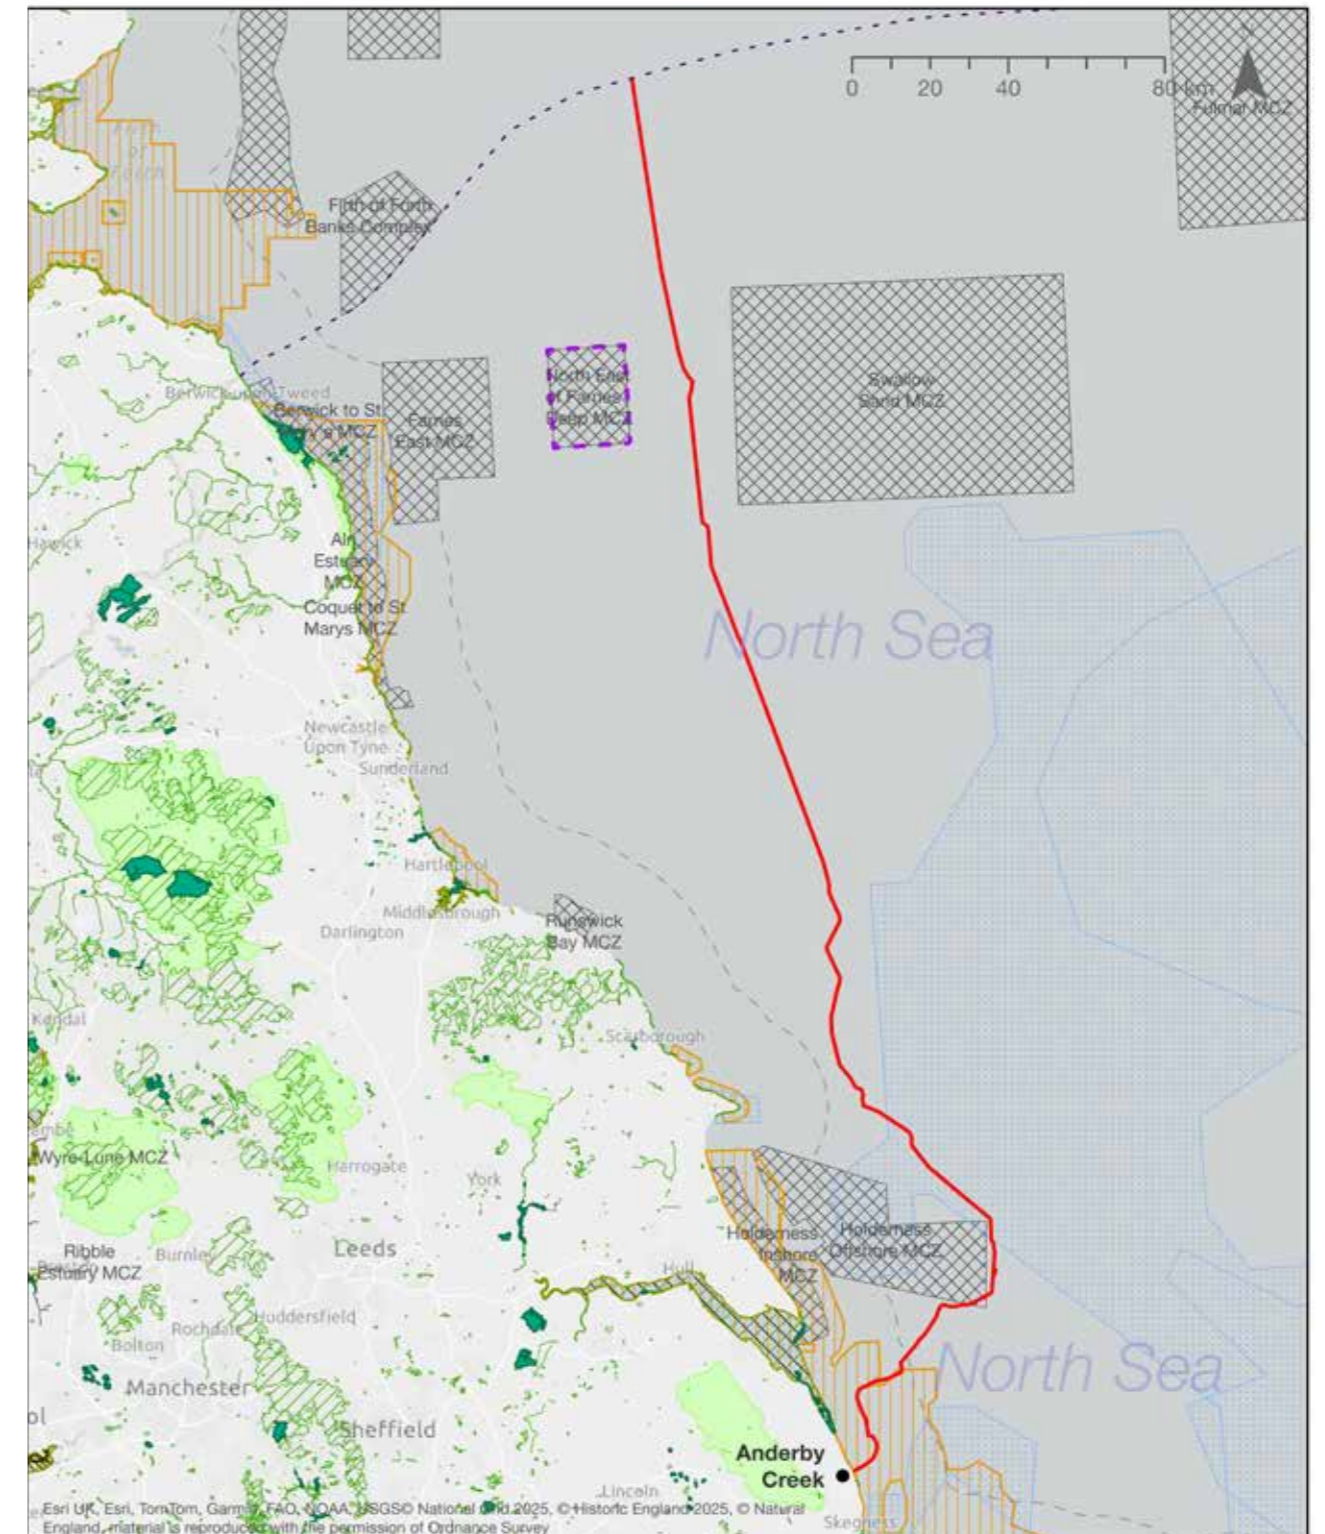 0 20 40 80 km
Fulmar MCZ
Firth
of
Forth
Firth of Forth
Banks Complex
North East
of Farnes
Deep MCZ
Swallow
Sand MCZ
Berwick-upon-Tweed
Berwick to St.
Mary's MCZ
Farnes
East MCZ
Hawick
Aln
Estuary
MCZ
Coquet to St.
Marys MCZ
North Sea
Newcastle
Upon Tyne
Sunderland
Hartlepool
Middlesbrough
Darlington
Runswick
Bay MCZ
Kendal
Scarborough
Wyre-Lune MCZ
Harrogate
York
Holderness
Inshore
MCZ
Holderness
Offshore MCZ
Ribble
Estuary MCZ
Burnley
Leeds
Hull
Huddersfield
Rochdale
Bolton
Manchester
North Sea
Sheffield
Anderby
Creek
Lincoln
Skegness
Esri UK, Esri, TomTom, Garmin, FAO, NOAA, USGS© National Grid 2025, © Historic England 2025, © Natural
England, material is reproduced with the permission of Ordnance Survey